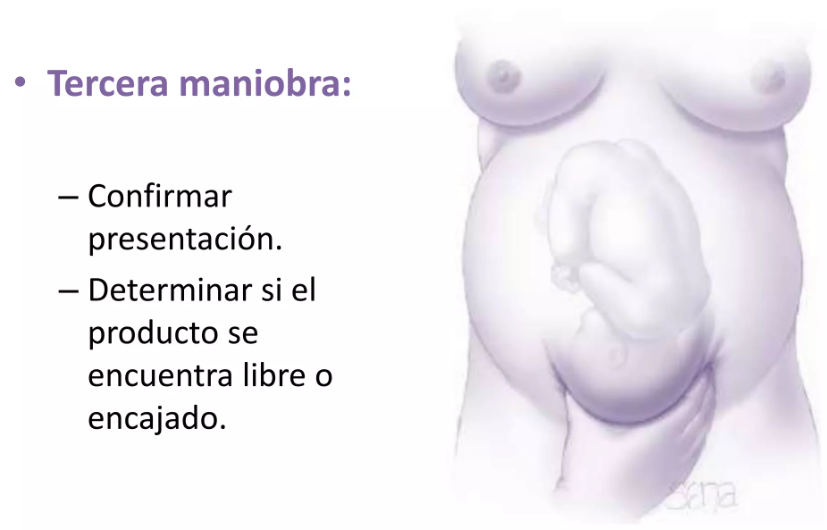 • Tercera maniobra:
– Confirmar
presentación.
– Determinar si el
producto se
encuentra libre o
encajado.